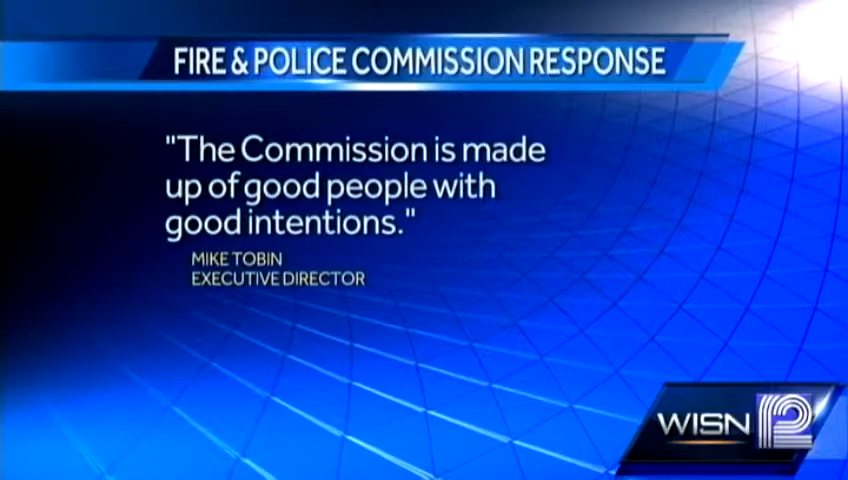 FIRE & POLICE COMMISSION RESPONSE
"The Commission is made
up of good people with
good intentions."
MIKE TOBIN
EXECUTIVE DIRECTOR
WISN 12